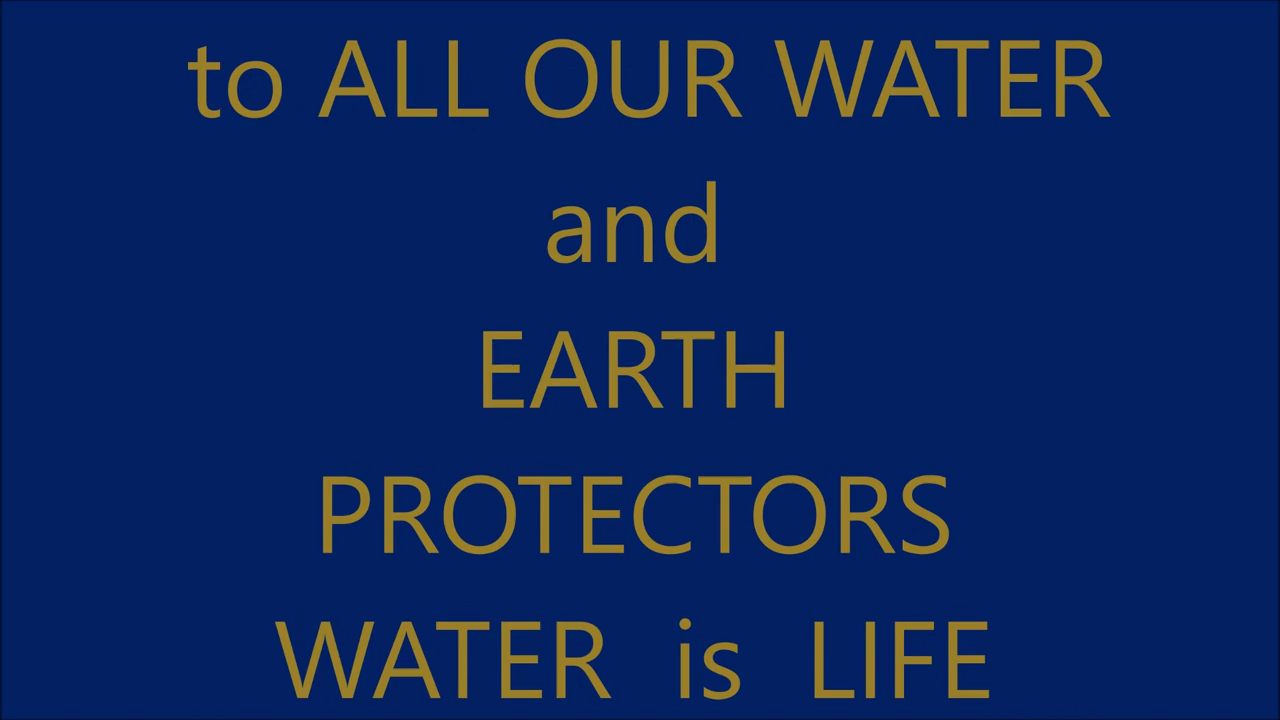 to ALL OUR WATER
and
EARTH
PROTECTORS
WATER is LIFE